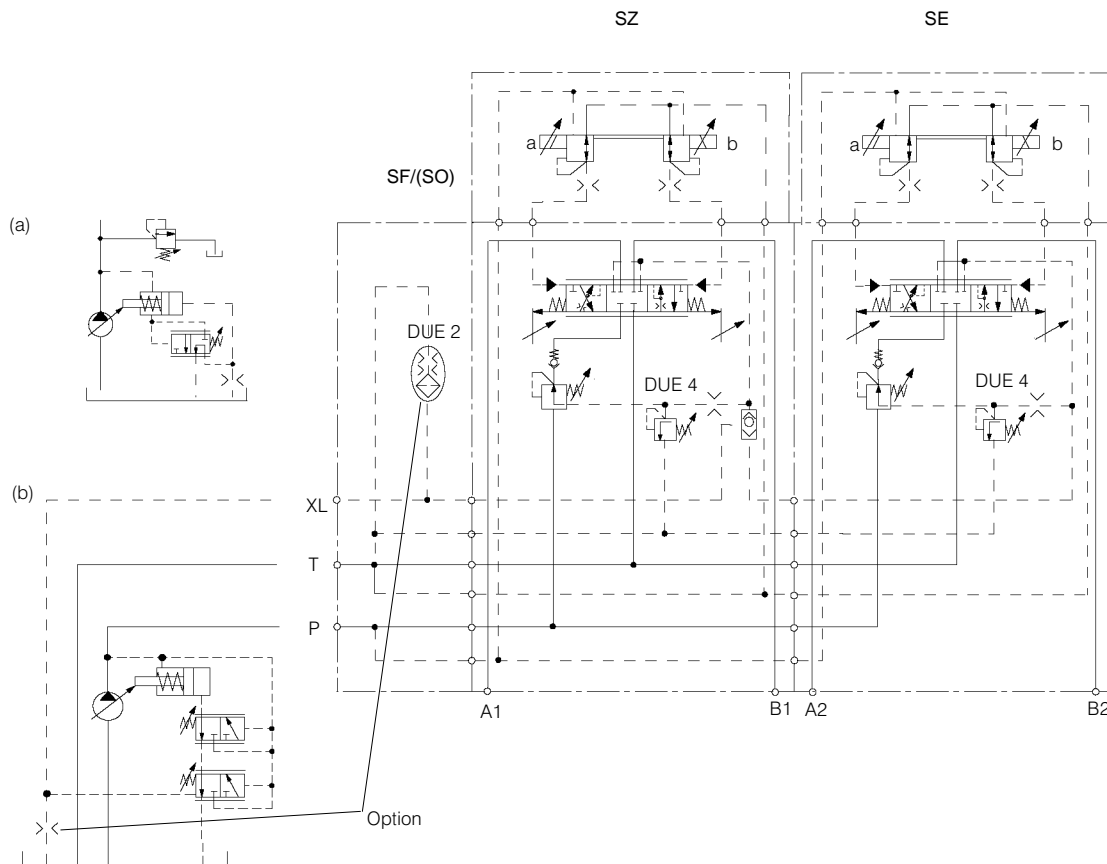 SZ
SE
a
b
a
b
SF/(SO)
(a)
DUE 2
DUE 4
DUE 4
(b)
XL
T
P
A1
B1
A2
B2
Option